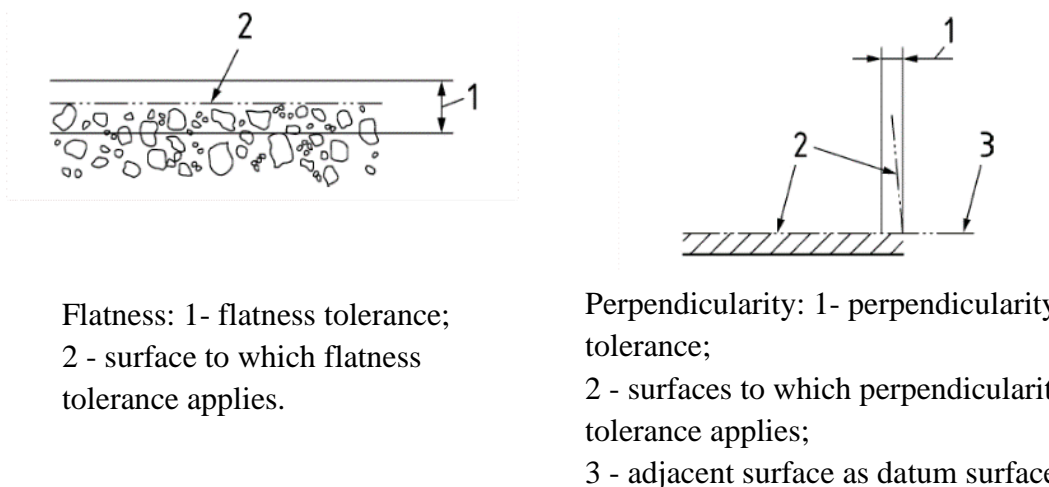 2
1
1
2
3
Flatness: 1- flatness tolerance;
2 - surface to which flatness
tolerance applies.
Perpendicularity: 1- perpendicularity
tolerance;
2 - surfaces to which perpendicularit
tolerance applies;
3 - adjacent surface as datum surface